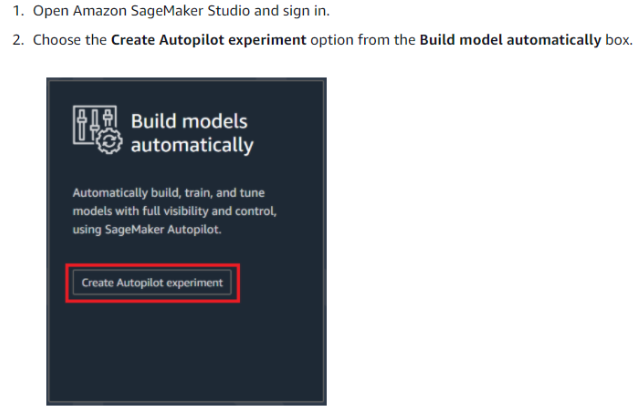 1. Open Amazon SageMaker Studio and sign in.
2. Choose the Create Autopilot experiment option from the Build model automatically box.
Build models
automatically
Automatically build, train, and tune
models with full visibility and control,
using SageMaker Autopilot.
Create Autopilot experiment